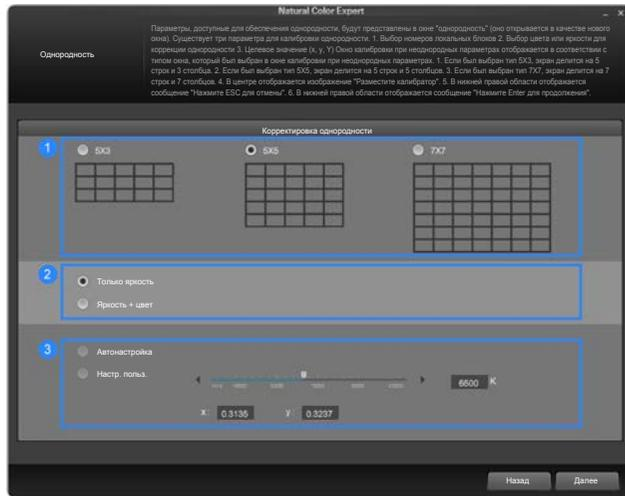 Natural Color Expert
Однородность
Параметры, доступные для обеспечения однородности, будут представлены в окне "однородность" (оно открывается в качестве нового
окна). Существует три параметра для калибровки однородности. 1. Выбор номеров локальных блоков 2. Выбор цвета или яркости для
коррекции однородности 3. Целевое значение (x, y, Y) Окно калибровки при неоднородных параметрах отображается в соответствии с
типом окна, который был выбран в окне калибровки при неоднородных параметрах. 1. Если был выбран тип 5X3, экран делится на 5
строк и 3 столбца. 2. Если был выбран тип 5X5, экран делится на 5 строк и 5 столбцов. 3. Если был выбран тип 7X7, экран делится на 7
строк и 7 столбцов. 4. В центре отображается изображение "Разместите калибратор". 5. В нижней правой области отображается
сообщение "Нажмите ESC для отмены". 6. В нижней правой области отображается сообщение "Нажмите Enter для продолжения".
Корректировка однородности
1
5X3
5X5
7X7
2
Только яркость
Яркость + цвет
3
Автонастройка
Настр. польз.
6500 K
x : 0.3135 y : 0.3237
Назад Далее